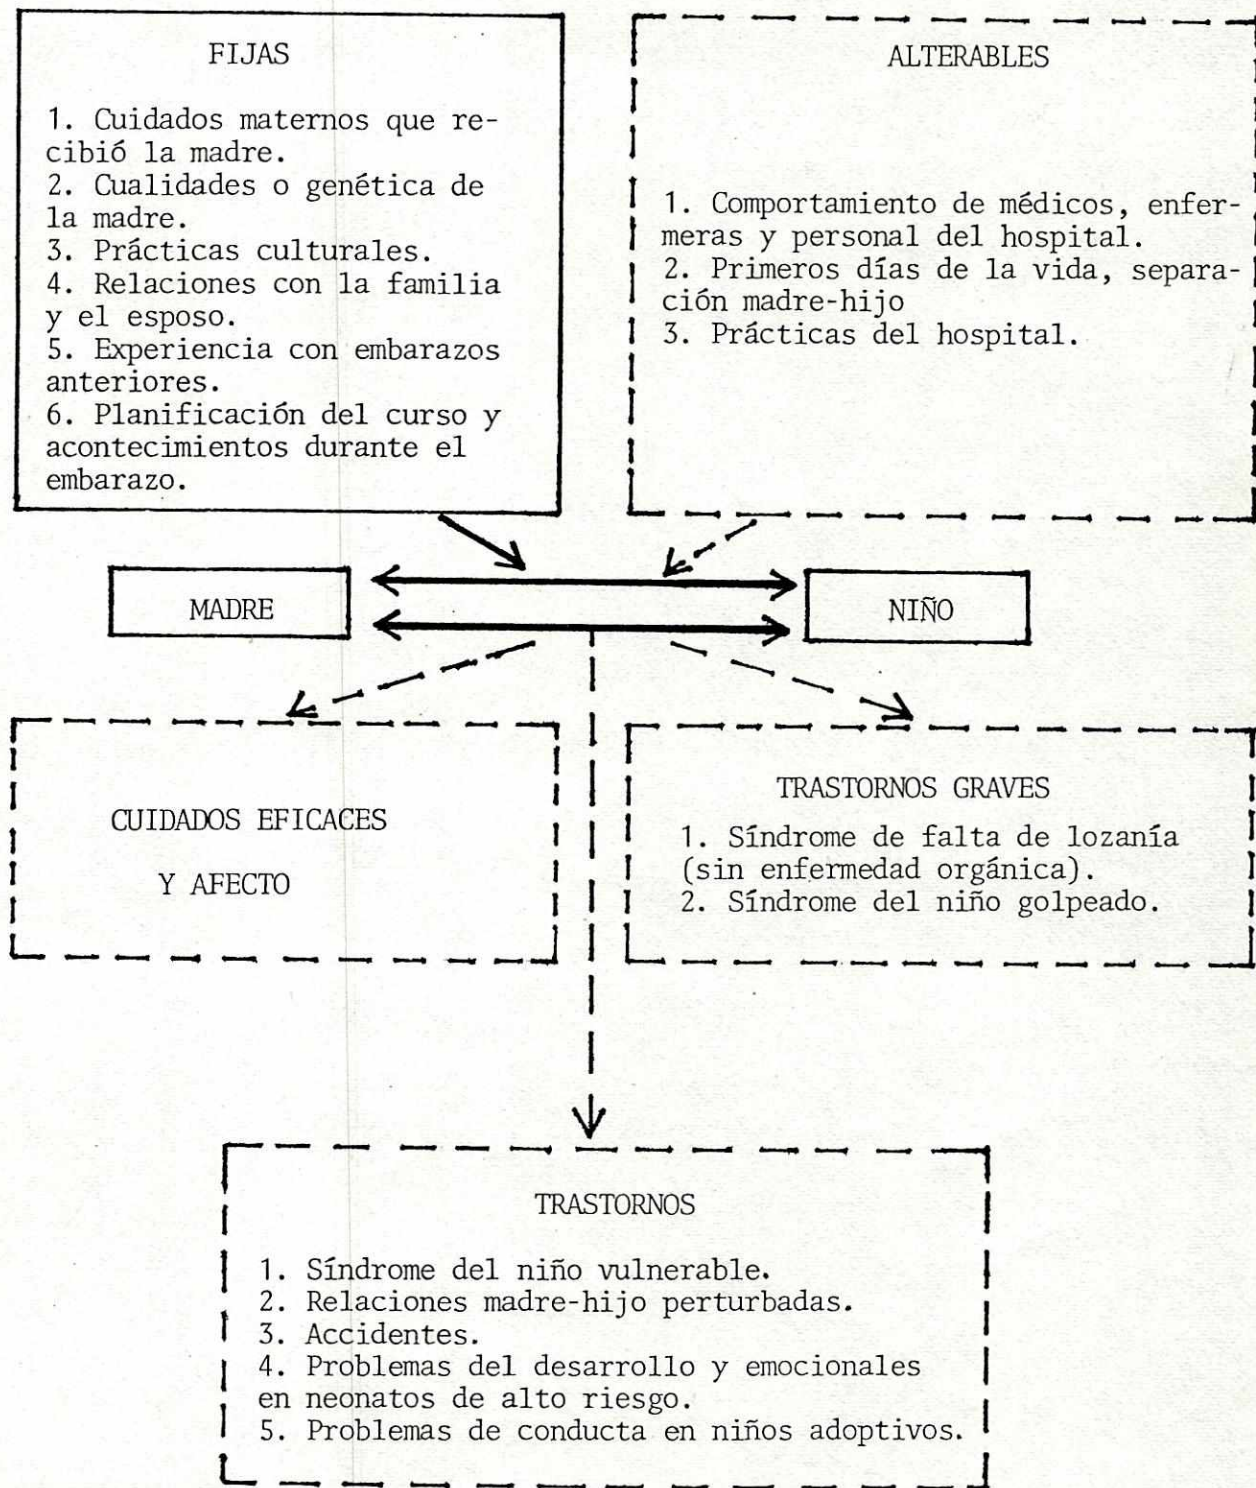 FIJAS
1. Cuidados maternos que re-
cibió la madre.
2. Cualidades o genética de
la madre.
3. Prácticas culturales.
4. Relaciones con la familia
y el esposo.
5. Experiencia con embarazos
anteriores.
6. Planificación del curso y
acontecimientos durante el
embarazo.
ALTERABLES
1. Comportamiento de médicos, enfer-
meras y personal del hospital.
2. Primeros días de la vida, separa-
ción madre-hijo
3. Prácticas del hospital.
MADRE
NIÑO
CUIDADOS EFICACES
Y AFECTO
TRASTORNOS GRAVES
1. Síndrome de falta de lozanía
(sin enfermedad orgánica).
2. Síndrome del niño golpeado.
TRASTORNOS
1. Síndrome del niño vulnerable.
2. Relaciones madre-hijo perturbadas.
3. Accidentes.
4. Problemas del desarrollo y emocionales
en neonatos de alto riesgo.
5. Problemas de conducta en niños adoptivos.